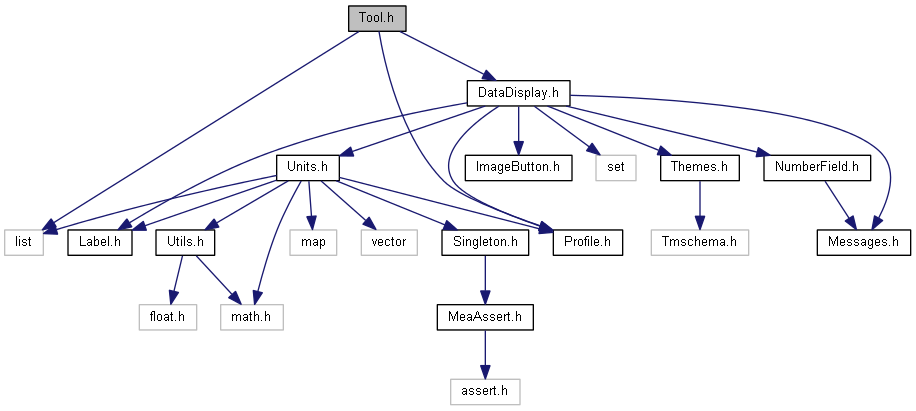 Tool.h
DataDisplay.h
Units.h
ImageButton.h
set
Themes.h
NumberField.h
list
Label.h
Utils.h
map
vector
Singleton.h
Profile.h
Tmschema.h
Messages.h
float.h
math.h
MeaAssert.h
assert.h